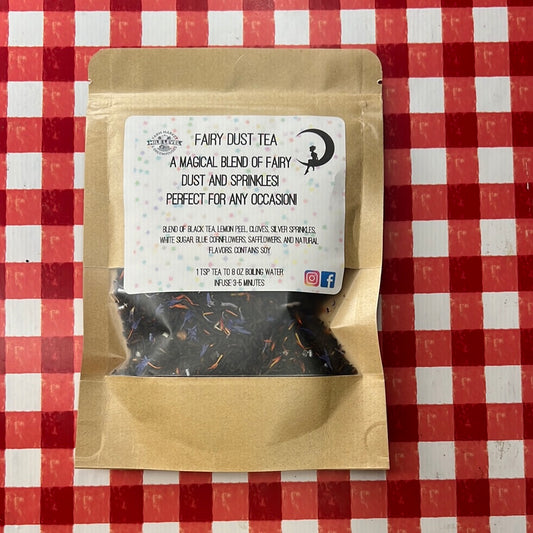 FAIRY DUST TEA
A MAGICAL BLEND OF FAIRY
DUST AND SPRINKLES!
PERFECT FOR ANY OCCASION!
BLEND OF BLACK TEA, LEMON PEEL, CLOVES, SILVER SPRINKLES,
WHITE SUGAR, BLUE CORNFLOWERS, SAFFLOWERS, AND NATURAL
FLAVORS. CONTAINS SOY.
1 TSP TEA TO 8 OZ BOILING WATER
INFUSE 3-5 MINUTES
MILE LEVEL